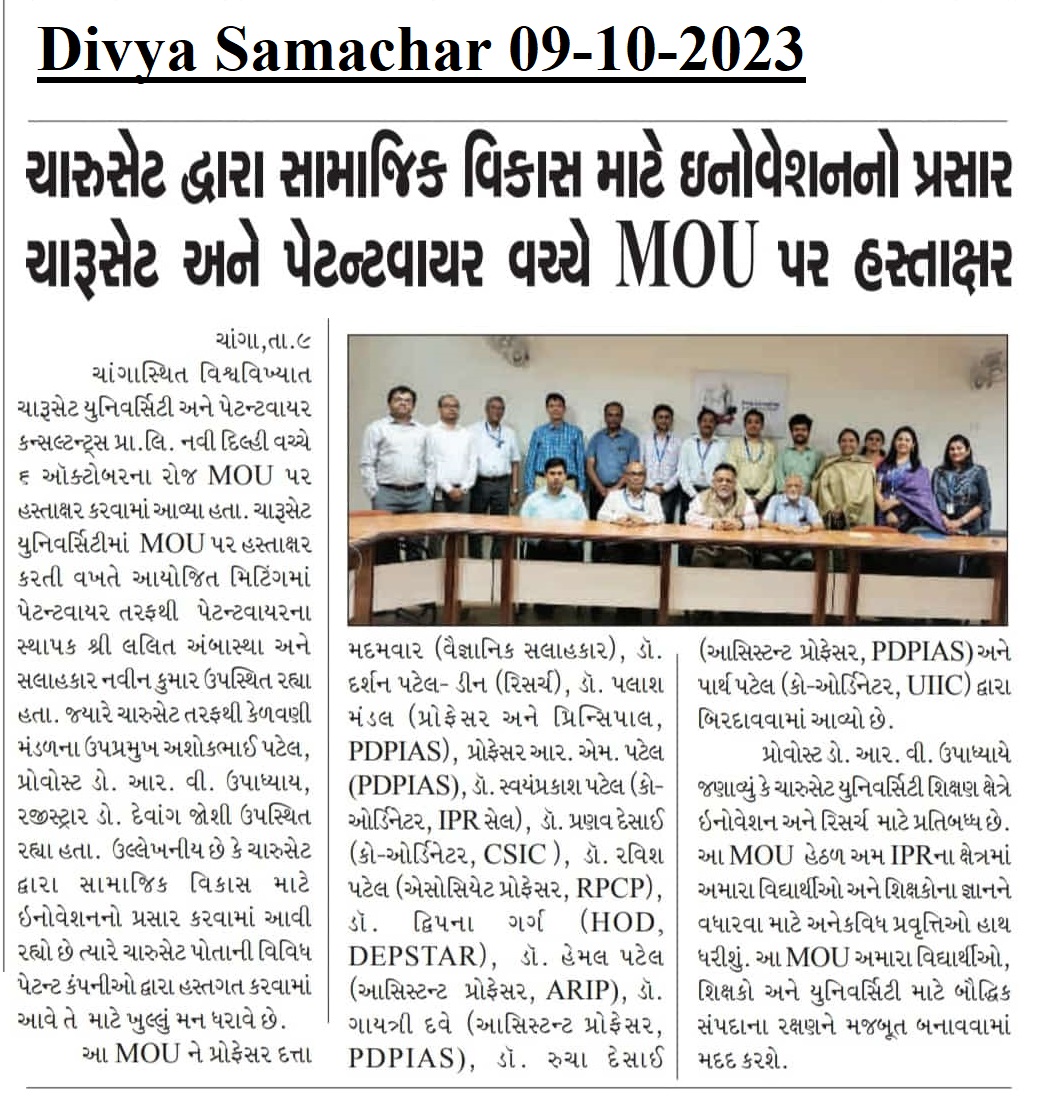 Divya Samachar 09-10-2023
ચારુસેટ દ્વારા સામાજિક વિકાસ માટે ઇનોવેશનનો પ્રસાર
ચારૂસેટ અને પેટન્ટવાયર વચ્ચે MOU પર હસ્તાક્ષર
ચાંગા,તા.૯
ચાંગાસ્થિત વિશ્વવિખ્યાત
ચારૂસેટ યુનિવર્સિટી અને પેટન્ટવાયર
કન્સલ્ટન્ટ્સ પ્રા.લિ. નવી દિલ્હી વચ્ચે
૬ ઑક્ટોબરના રોજ MOU પર
હસ્તાક્ષર કરવામાં આવ્યા હતા. ચારૂસેટ
યુનિવર્સિટીમાં MOU પર હસ્તાક્ષર
કરતી વખતે આયોજિત મિટિંગમાં
પેટન્ટવાયર તરફથી પેટન્ટવાયરના
સ્થાપક શ્રી લલિત અંબાસ્થા અને
સલાહકાર નવીન કુમાર ઉપસ્થિત રહ્યા
હતા. જ્યારે ચારુસેટ તરફથી કેળવણી
મંડળના ઉપપ્રમુખ અશોકભાઈ પટેલ,
પ્રોવોસ્ટ ડો. આર. વી. ઉપાધ્યાય,
રજીસ્ટ્રાર ડો. દેવાંગ જોશી ઉપસ્થિત
રહ્યા હતા. ઉલ્લેખનીય છે કે ચારુસેટ
દ્વારા સામાજિક વિકાસ માટે
ઇનોવેશનનો પ્રસાર કરવામાં આવી
રહ્યો છે ત્યારે ચારુસેટ પોતાની વિવિધ
પેટન્ટ કંપનીઓ દ્વારા હસ્તગત કરવામાં
આવે તે માટે ખુલ્લું મન ધરાવે છે.
આ MOU ને પ્રોફેસર દત્તા
મદમવાર (વૈજ્ઞાનિક સલાહકાર), ડૉ.
દર્શન પટેલ- ડીન (રિસર્ચ), ડૉ. પલાશ
મંડલ (પ્રોફેસર અને પ્રિન્સિપાલ,
PDPIAS), પ્રોફેસર આર. એમ. પટેલ
(PDPIAS), ડૉ. સ્વયંપ્રકાશ પટેલ (કો-
ઓર્ડિનેટર, IPR સેલ), ડૉ. પ્રણવ દેસાઈ
(કો-ઓર્ડિનેટર, CSIC ), ડૉ. રવિશ
પટેલ (એસોસિયેટ પ્રોફેસર, RPCP),
ડૉ. દ્વિપના ગર્ગ (HOD,
DEPSTAR), ડૉ. હેમલ પટેલ
(આસિસ્ટન્ટ પ્રોફેસર, ARIP), ડૉ.
ગાયત્રી દવે (આસિસ્ટન્ટ પ્રોફેસર,
PDPIAS), ડૉ. રુચા દેસાઈ
(આસિસ્ટન્ટ પ્રોફેસર, PDPIAS) અને
પાર્થ પટેલ (કો-ઓર્ડિનેટર, UIIC) દ્વારા
બિરદાવવામાં આવ્યો છે.
પ્રોવોસ્ટ ડો. આર. વી. ઉપાધ્યાયે
જણાવ્યું કે ચારુસેટ યુનિવર્સિટી શિક્ષણ ક્ષેત્રે
ઇનોવેશન અને રિસર્ચ માટે પ્રતિબધ્ધ છે.
આ MOU હેઠળ અમ IPRના ક્ષેત્રમાં
અમારા વિદ્યાર્થીઓ અને શિક્ષકોના જ્ઞાનને
વધારવા માટે અનેકવિધ પ્રવૃત્તિઓ હાથ
ધરીશું. આ MOU અમારા વિદ્યાર્થીઓ,
શિક્ષકો અને યુનિવર્સિટી માટે બૌદ્ધિક
સંપદાના રક્ષણને મજબૂત બનાવવામાં
મદદ કરશે.